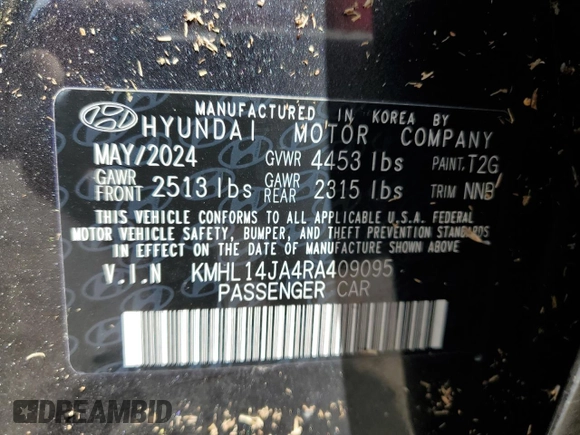 MANUFACTURED IN KOREA BY
HYUNDAI MOTOR COMPANY
MAY/2024 GVWR 4453 lbs PAINT. T2G
GAWR FRONT 2513 lbs GAWR REAR 2315 lbs TRIM NNB
THIS VEHICLE CONFORMS TO ALL APPLICABLE U.S.A. FEDERAL
MOTOR VEHICLE SAFETY, BUMPER, AND THEFT PREVENTION STANDARDS
IN EFFECT ON THE DATE OF MANUFACTURE SHOWN ABOVE.
V.I.N KMHL14JA4RA409095
PASSENGER CAR
DREAMBID